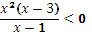 x²(x − 3)/(x − 1) < 0